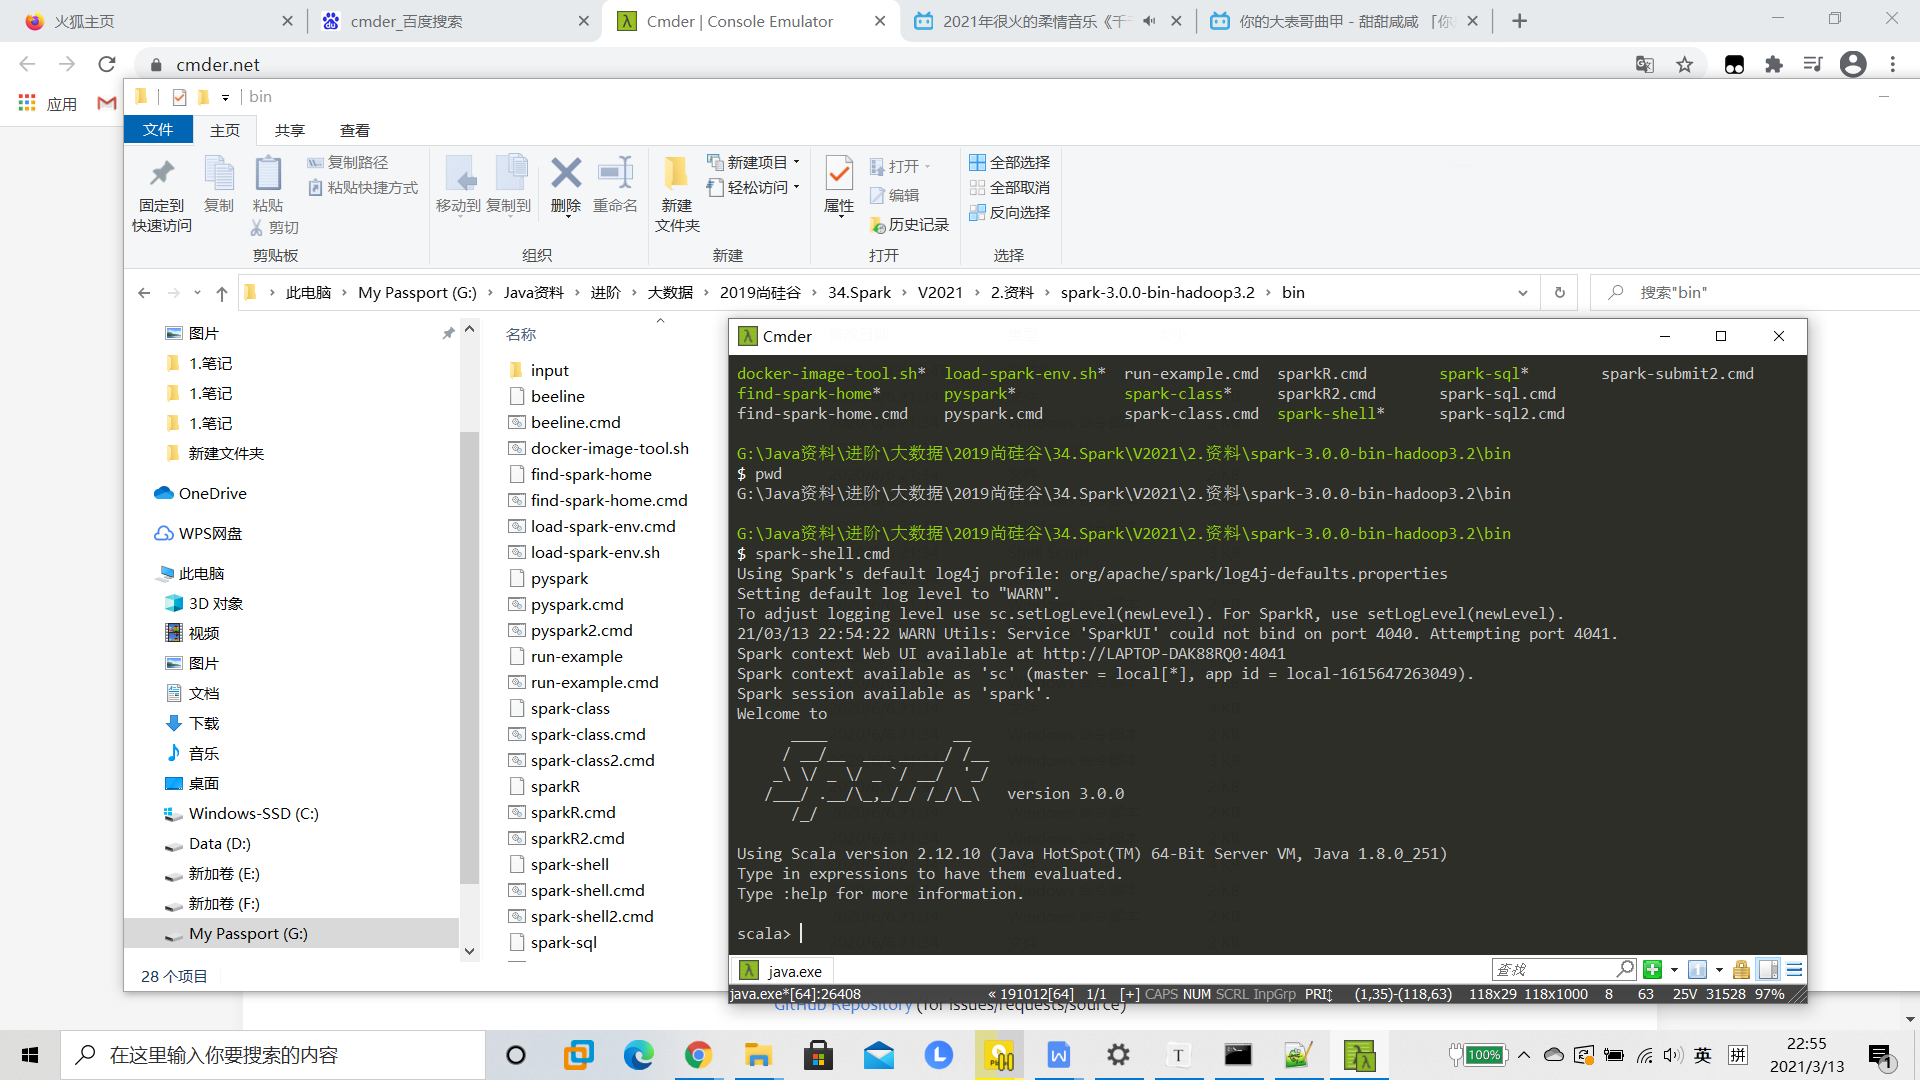 火狐主页
cmder_百度搜索
Cmder | Console Emulator
2021年很火的柔情音乐《千
你的大表哥曲甲 - 甜甜咸咸 「你
cmder.net
应用
bin
文件 主页 共享 查看
固定到
快速访问
复制
粘贴
复制路径
粘贴快捷方式
剪切
剪贴板
移动到 复制到 删除 重命名
组织
新建
文件夹
新建项目
轻松访问
新建
属性
打开
编辑
历史记录
打开
全部选择
全部取消
反向选择
选择
此电脑 › My Passport (G:) › Java资料 › 进阶 › 大数据 › 2019尚硅谷 › 34.Spark › V2021 › 2.资料 › spark-3.0.0-bin-hadoop3.2 › bin
搜索"bin"
图片
1.笔记
1.笔记
1.笔记
新建文件夹
OneDrive
WPS网盘
此电脑
3D 对象
视频
图片
文档
下载
音乐
桌面
Windows-SSD (C:)
Data (D:)
新加卷 (E:)
新加卷 (F:)
My Passport (G:)
28 个项目
名称
input
beeline
beeline.cmd
docker-image-tool.sh
find-spark-home
find-spark-home.cmd
load-spark-env.cmd
load-spark-env.sh
pyspark
pyspark.cmd
pyspark2.cmd
run-example
run-example.cmd
spark-class
spark-class.cmd
spark-class2.cmd
sparkR
sparkR.cmd
sparkR2.cmd
spark-shell
spark-shell.cmd
spark-shell2.cmd
spark-sql
Cmder
docker-image-tool.sh* load-spark-env.sh* run-example.cmd sparkR.cmd spark-sql* spark-submit2.cmd
find-spark-home* pyspark* spark-class* sparkR2.cmd spark-sql.cmd
find-spark-home.cmd pyspark.cmd spark-class.cmd spark-shell* spark-sql2.cmd
G:\Java资料\进阶\大数据\2019尚硅谷\34.Spark\V2021\2.资料\spark-3.0.0-bin-hadoop3.2\bin
$ pwd
G:\Java资料\进阶\大数据\2019尚硅谷\34.Spark\V2021\2.资料\spark-3.0.0-bin-hadoop3.2\bin
G:\Java资料\进阶\大数据\2019尚硅谷\34.Spark\V2021\2.资料\spark-3.0.0-bin-hadoop3.2\bin
$ spark-shell.cmd
Using Spark's default log4j profile: org/apache/spark/log4j-defaults.properties
Setting default log level to "WARN".
To adjust logging level use sc.setLogLevel(newLevel). For SparkR, use setLogLevel(newLevel).
21/03/13 22:54:22 WARN Utils: Service 'SparkUI' could not bind on port 4040. Attempting port 4041.
Spark context Web UI available at http://LAPTOP-DAK88RQ0:4041
Spark context available as 'sc' (master = local[*], app id = local-1615647263049).
Spark session available as 'spark'.
Welcome to
      ____              __
     / __/__  ___ _____/ /__
    _\ \/ _ \/ _ `/ __/  '_/
   /___/ .__/\_,_/_/ /_/\_\   version 3.0.0
      /_/
Using Scala version 2.12.10 (Java HotSpot(TM) 64-Bit Server VM, Java 1.8.0_251)
Type in expressions to have them evaluated.
Type :help for more information.
scala>
java.exe
查找
java.exe*[64]:26408 « 191012[64] 1/1 [+] CAPS NUM SCRL InpGrp PRI↕ (1,35)-(118,63) 118x29 118x1000 8 63 25V 31528 97%
GitHub Repository (for issues/requests/source)
在这里输入你要搜索的内容
100%
英
拼
22:55
2021/3/13
1